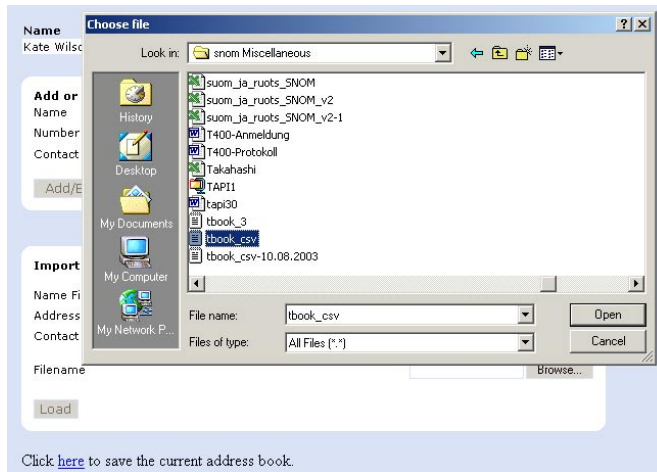 Name
Kate Wilso
Choose file
Look in: snom Miscellaneous
History
Desktop
My Documents
My Computer
My Network P...
suom_ja_ruots_SNOM
suom_ja_ruots_SNOM_v2
suom_ja_ruots_SNOM_v2-1
T400-Anmeldung
T400-Protokoll
Takahashi
TAPI1
tapi30
tbook_3
tbook_csv
tbook_csv-10.08.2003
File name: tbook_csv Open
Files of type: All Files (*.*) Cancel
Add or
Name
Number
Contact
Add/E
Import
Name Fi
Address
Contact
Filename Browse...
Load
Click here to save the current address book.